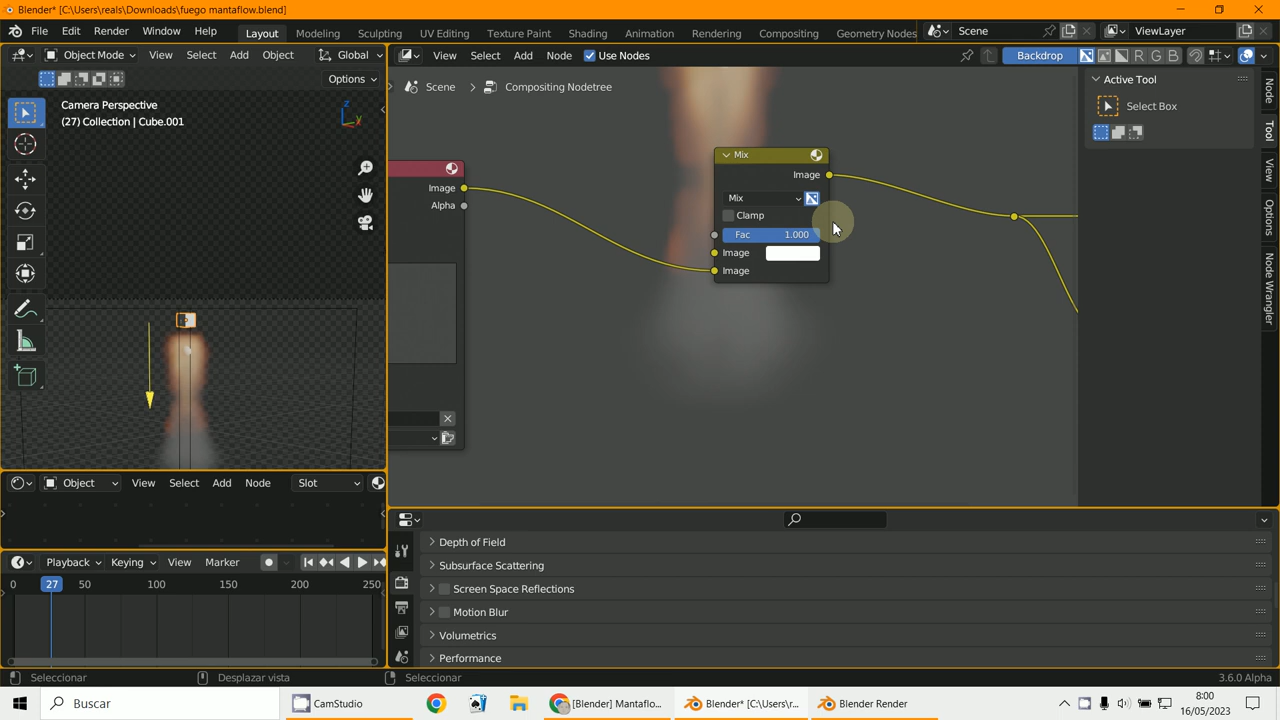 Blender* [C:\Users\reals\Downloads\fuego mantaflow.blend]
File Edit Render Window Help
Layout Modeling Sculpting UV Editing Texture Paint Shading Animation Rendering Compositing Geometry Nodes
Scene ViewLayer
Object Mode View Select Add Object Global
View Select Add Node Use Nodes Backdrop R G B
Options
Camera Perspective
(27) Collection | Cube.001
Z
Y
Scene > Compositing Nodetree
Active Tool
Select Box
Node
Tool
View
Options
Node Wrangler
Image
Alpha
Mix
Image
Mix
Clamp
Fac 1.000
Image
Image
Object View Select Add Node Slot
Playback Keying View Marker
0 27 50 100 150 200 250
Depth of Field
Subsurface Scattering
Screen Space Reflections
Motion Blur
Volumetrics
Performance
Seleccionar Desplazar vista Seleccionar 3.6.0 Alpha
Buscar CamStudio [Blender] Mantaflo... Blender* [C:\Users\r... Blender Render
8:00
16/05/2023